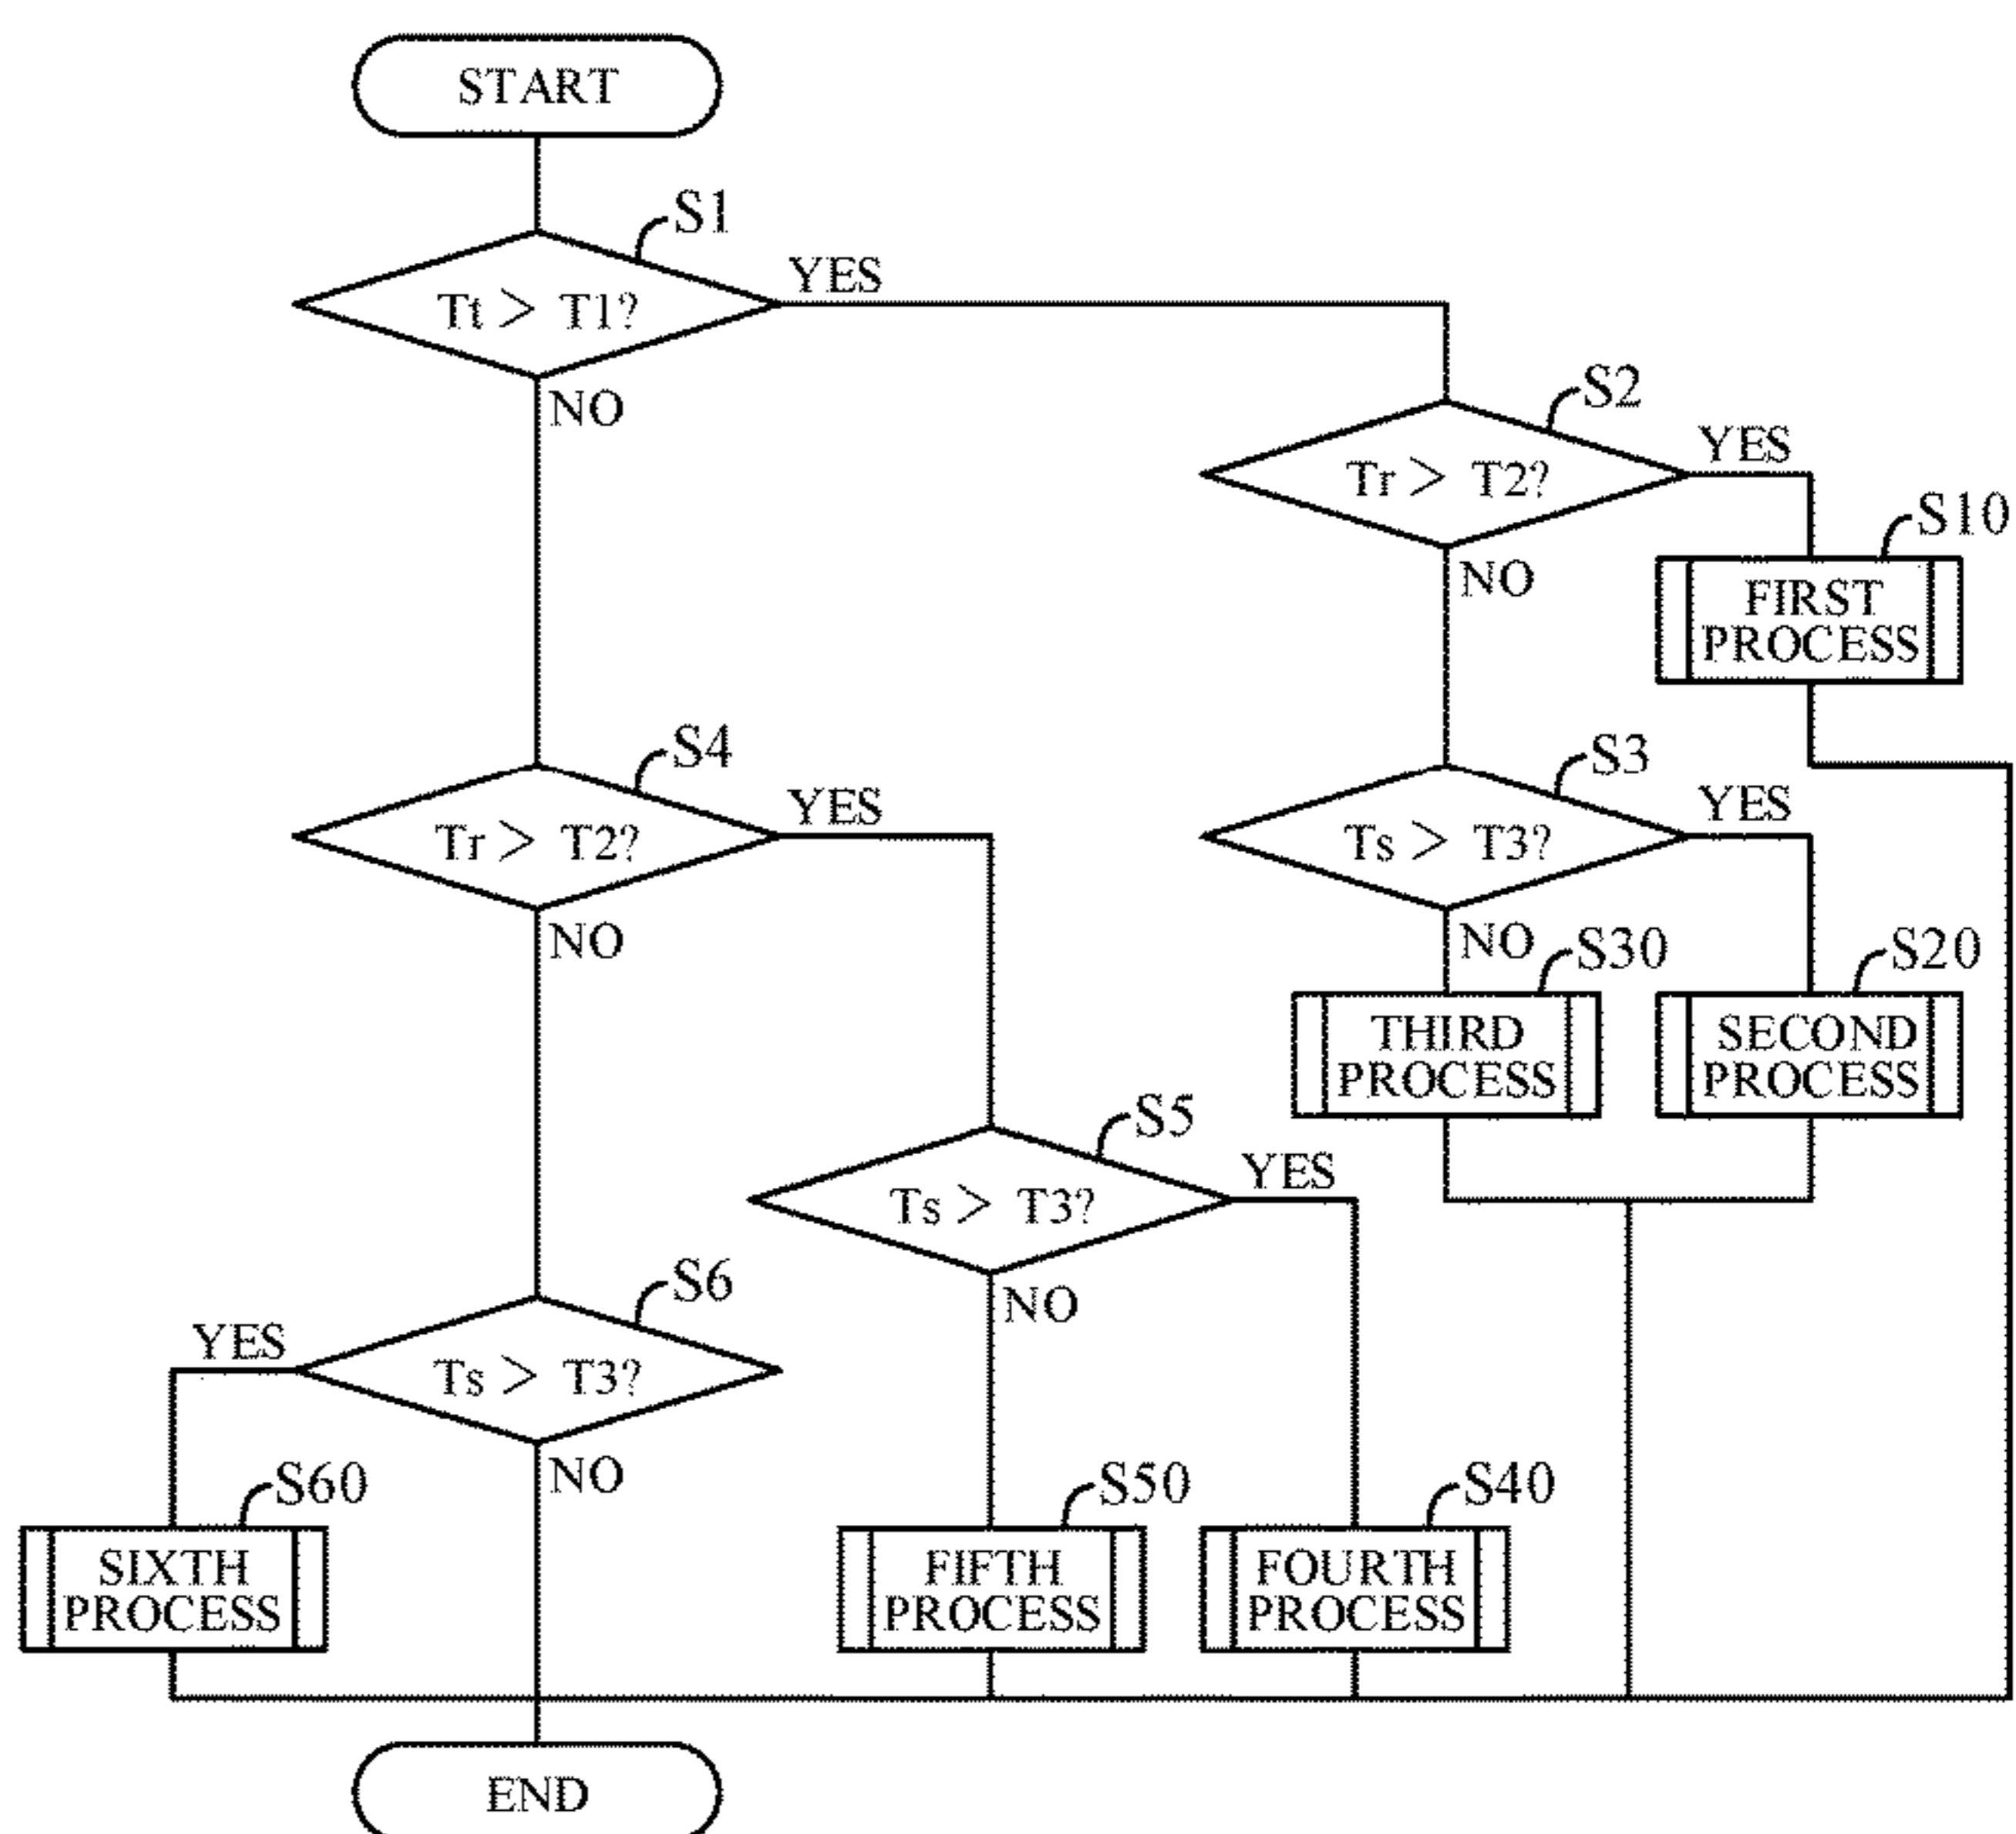 START
S1
Tt > T1?
YES
NO
S2
Tr > T2?
YES
NO
S10
FIRST
PROCESS
S4
Tr > T2?
YES
NO
S3
Ts > T3?
YES
NO
S30
THIRD
PROCESS
S20
SECOND
PROCESS
S5
Ts > T3?
YES
NO
S6
Ts > T3?
YES
NO
S60
SIXTH
PROCESS
S50
FIFTH
PROCESS
S40
FOURTH
PROCESS
END